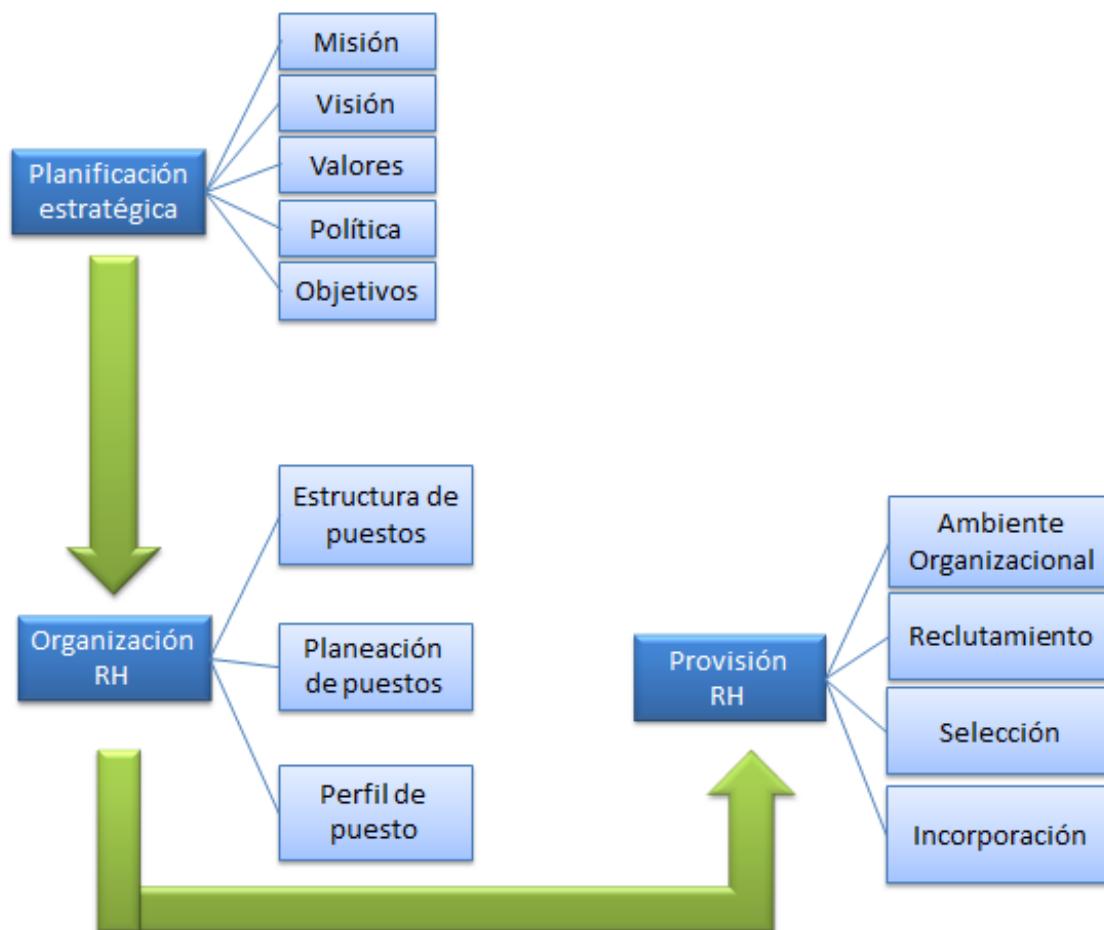 Misión
Visión
Valores
Política
Objetivos
Planificación
estratégica
Estructura de
puestos
Planeación
de puestos
Perfil de
puesto
Organización
RH
Provisión
RH
Ambiente
Organizacional
Reclutamiento
Selección
Incorporación